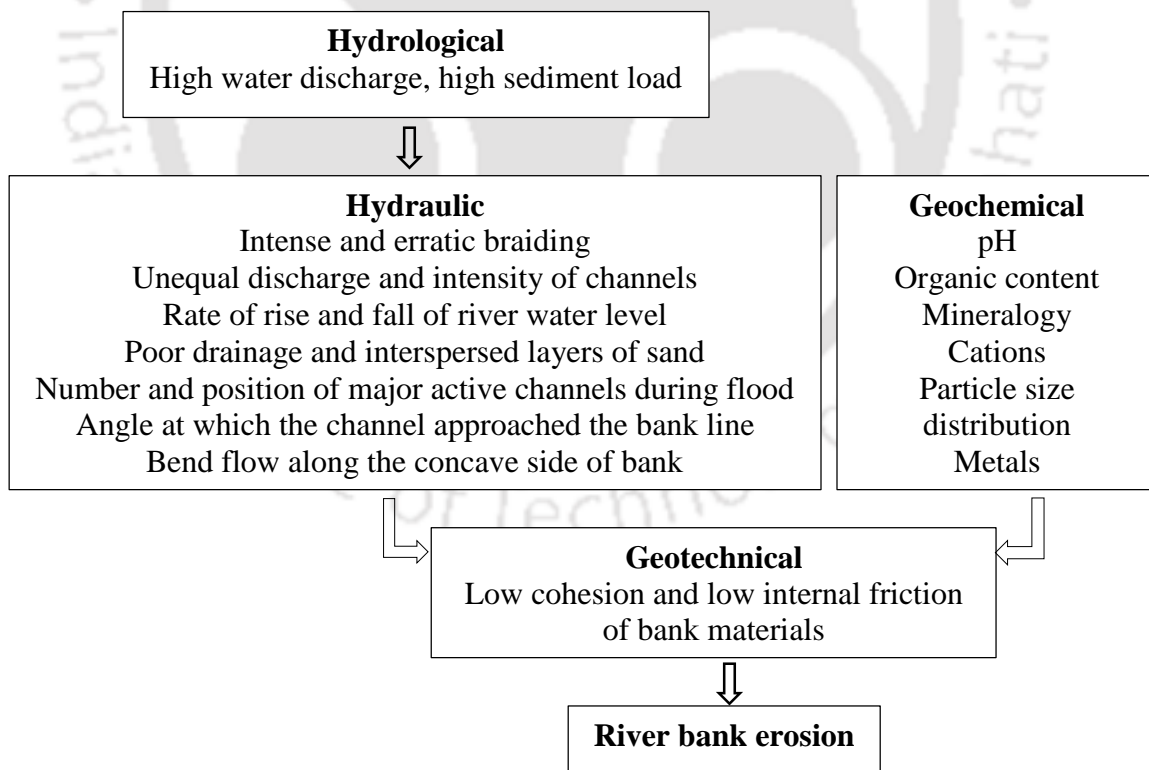 Hydrological
High water discharge, high sediment load
Hydraulic
Intense and erratic braiding
Unequal discharge and intensity of channels
Rate of rise and fall of river water level
Poor drainage and interspersed layers of sand
Number and position of major active channels during flood
Angle at which the channel approached the bank line
Bend flow along the concave side of bank
Geochemical
pH
Organic content
Mineralogy
Cations
Particle size
distribution
Metals
Geotechnical
Low cohesion and low internal friction
of bank materials
River bank erosion